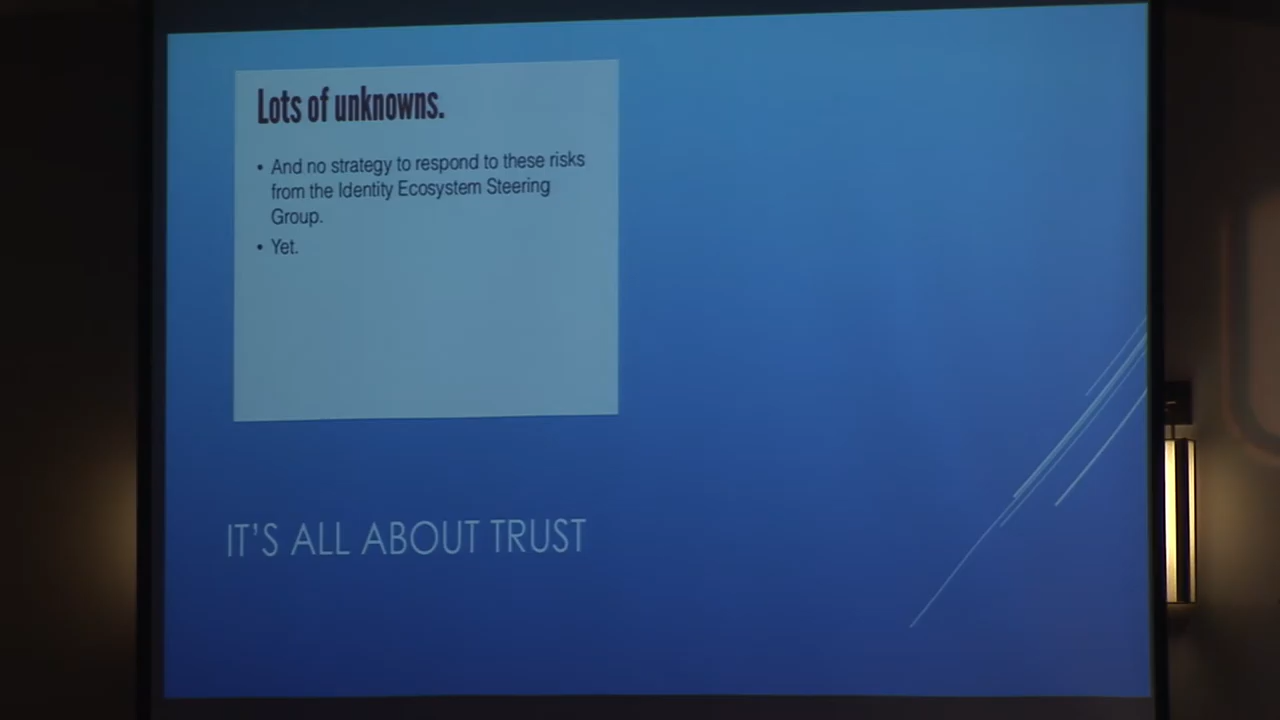 Lots of unknowns.
• And no strategy to respond to these risks
from the Identity Ecosystem Steering
Group.
• Yet.
IT'S ALL ABOUT TRUST